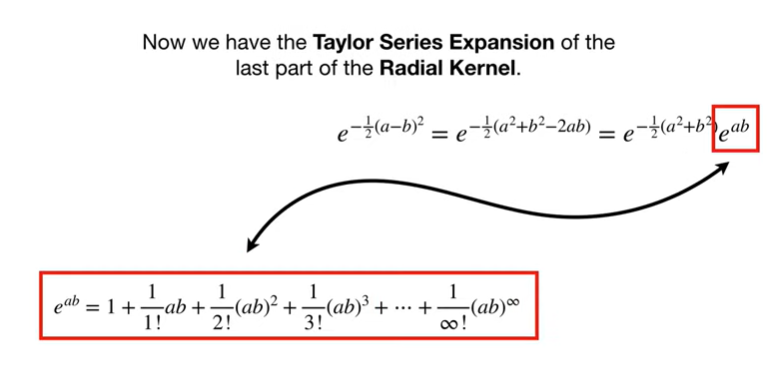 Now we have the Taylor Series Expansion of the
last part of the Radial Kernel.
e^{-\frac{1}{2}(a-b)^2} = e^{-\frac{1}{2}(a^2+b^2-2ab)} = e^{-\frac{1}{2}(a^2+b^2)}e^{ab}
e^{ab} = 1 + \frac{1}{1!}ab + \frac{1}{2!}(ab)^2 + \frac{1}{3!}(ab)^3 + \cdots + \frac{1}{\infty!}(ab)^\infty